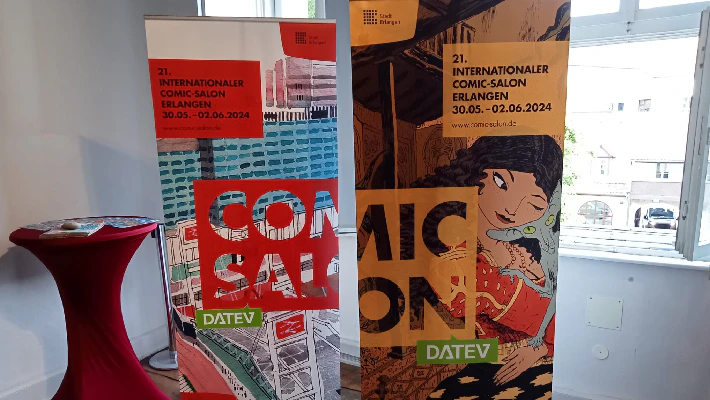 Stadt
Erlangen
21.
INTERNATIONALER
COMIC-SALON
ERLANGEN
30.05. – 02.06.2024
www.comic-salon.de
COM
SALO
DATEV
Stadt
Erlangen
21.
INTERNATIONALER
COMIC-SALON
ERLANGEN
30.05. – 02.06.2024
www.comic-salon.de
MIC
ON
DATEV